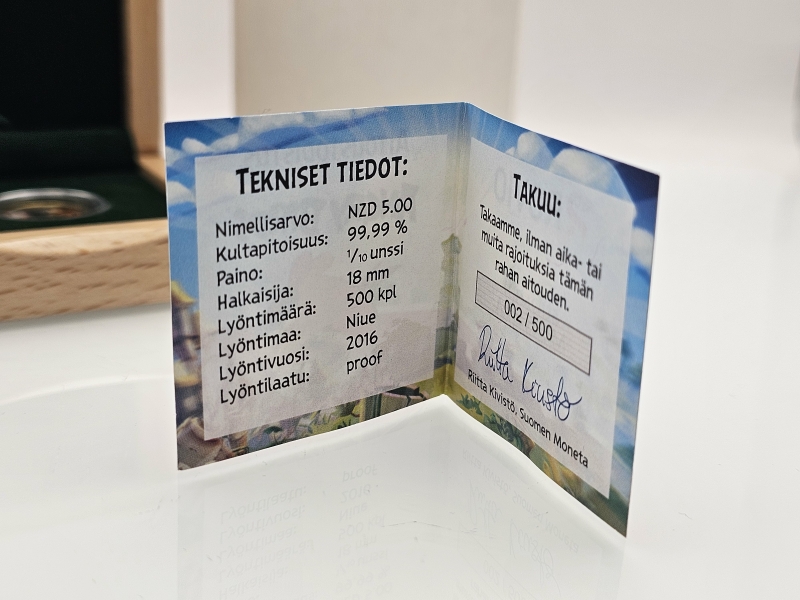 TEKNISET TIEDOT:
Nimellisarvo: NZD 5.00
Kultapitoisuus: 99,99 %
Paino: 1/10 unssi
Halkaisija: 18 mm
Lyöntimäärä: 500 kpl
Lyöntimaa: Niue
Lyöntivuosi: 2016
Lyöntilaatu: proof
TAKUU:
Takaamme, ilman aika- tai
muita rajoituksia tämän
rahan aitouden.
002 / 500
Riitta Kivistö
Riitta Kivistö, Suomen Moneta